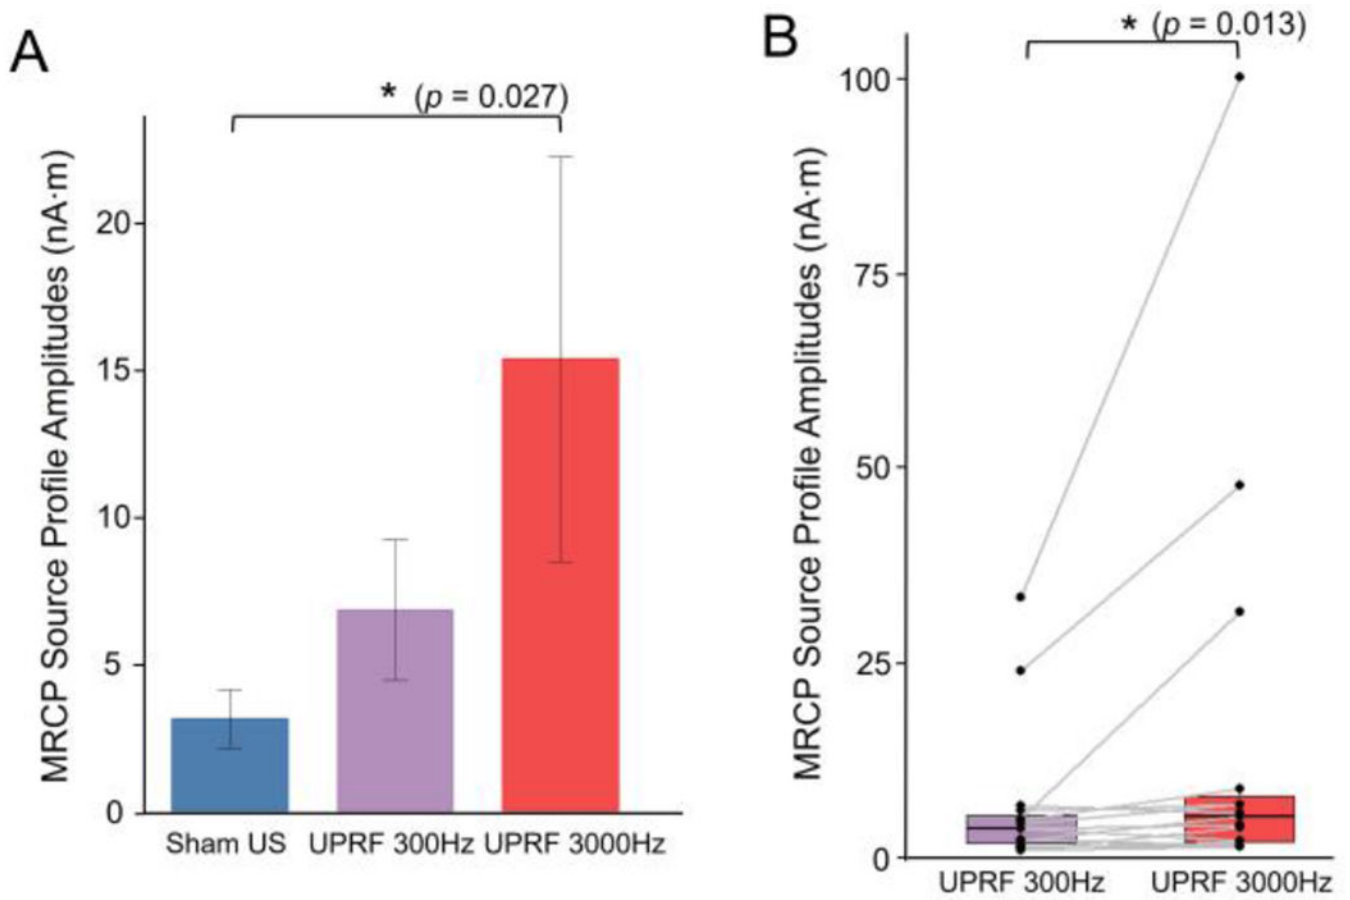 A
* (p = 0.027)
MRCP Source Profile Amplitudes (nA·m)
20
15
10
5
0
Sham US UPRF 300Hz UPRF 3000Hz
B
* (p = 0.013)
MRCP Source Profile Amplitudes (nA·m)
100
75
50
25
0
UPRF 300Hz UPRF 3000Hz